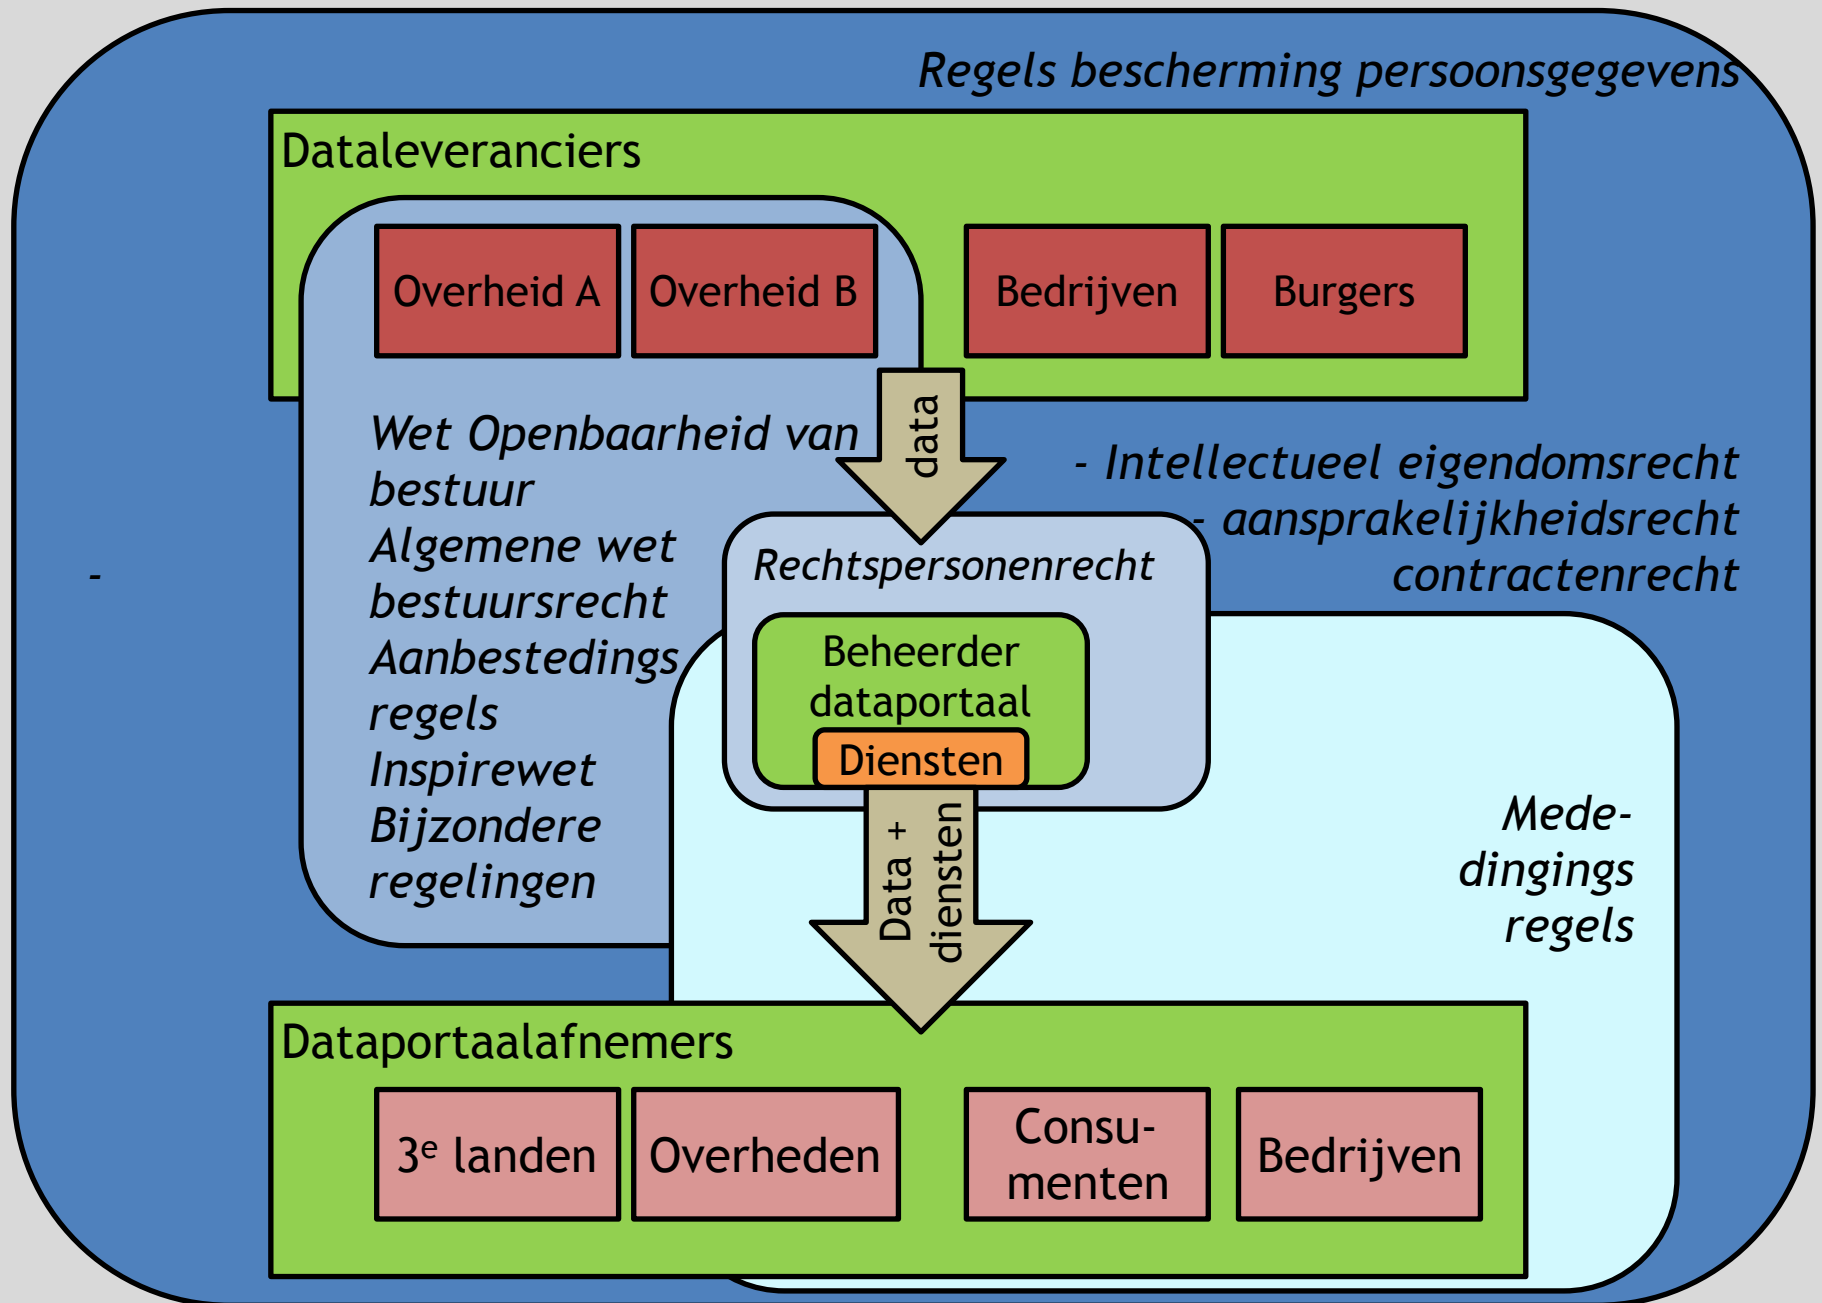 Regels bescherming persoonsgegevens
Dataleveranciers
Overheid A
Overheid B
Bedrijven
Burgers
data
Wet Openbaarheid van
bestuur
Algemene wet
bestuursrecht
Aanbestedings
regels
Inspirewet
Bijzondere
regelingen
-
- Intellectueel eigendomsrecht
- aansprakelijkheidsrecht
contractenrecht
Rechtspersonenrecht
Beheerder
dataportaal
Diensten
Data +
diensten
Mede-
dingings
regels
Dataportaalafnemers
3e landen
Overheden
Consu-
menten
Bedrijven